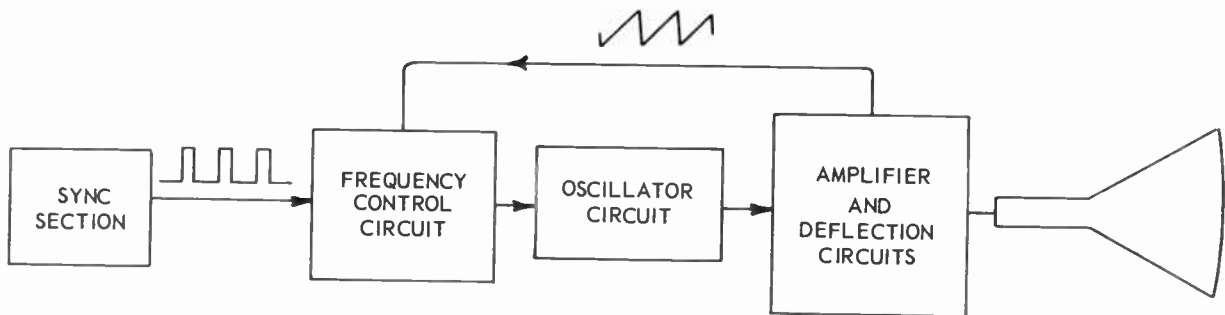 SYNC
SECTION
FREQUENCY
CONTROL
CIRCUIT
OSCILLATOR
CIRCUIT
AMPLIFIER
AND
DEFLECTION
CIRCUITS